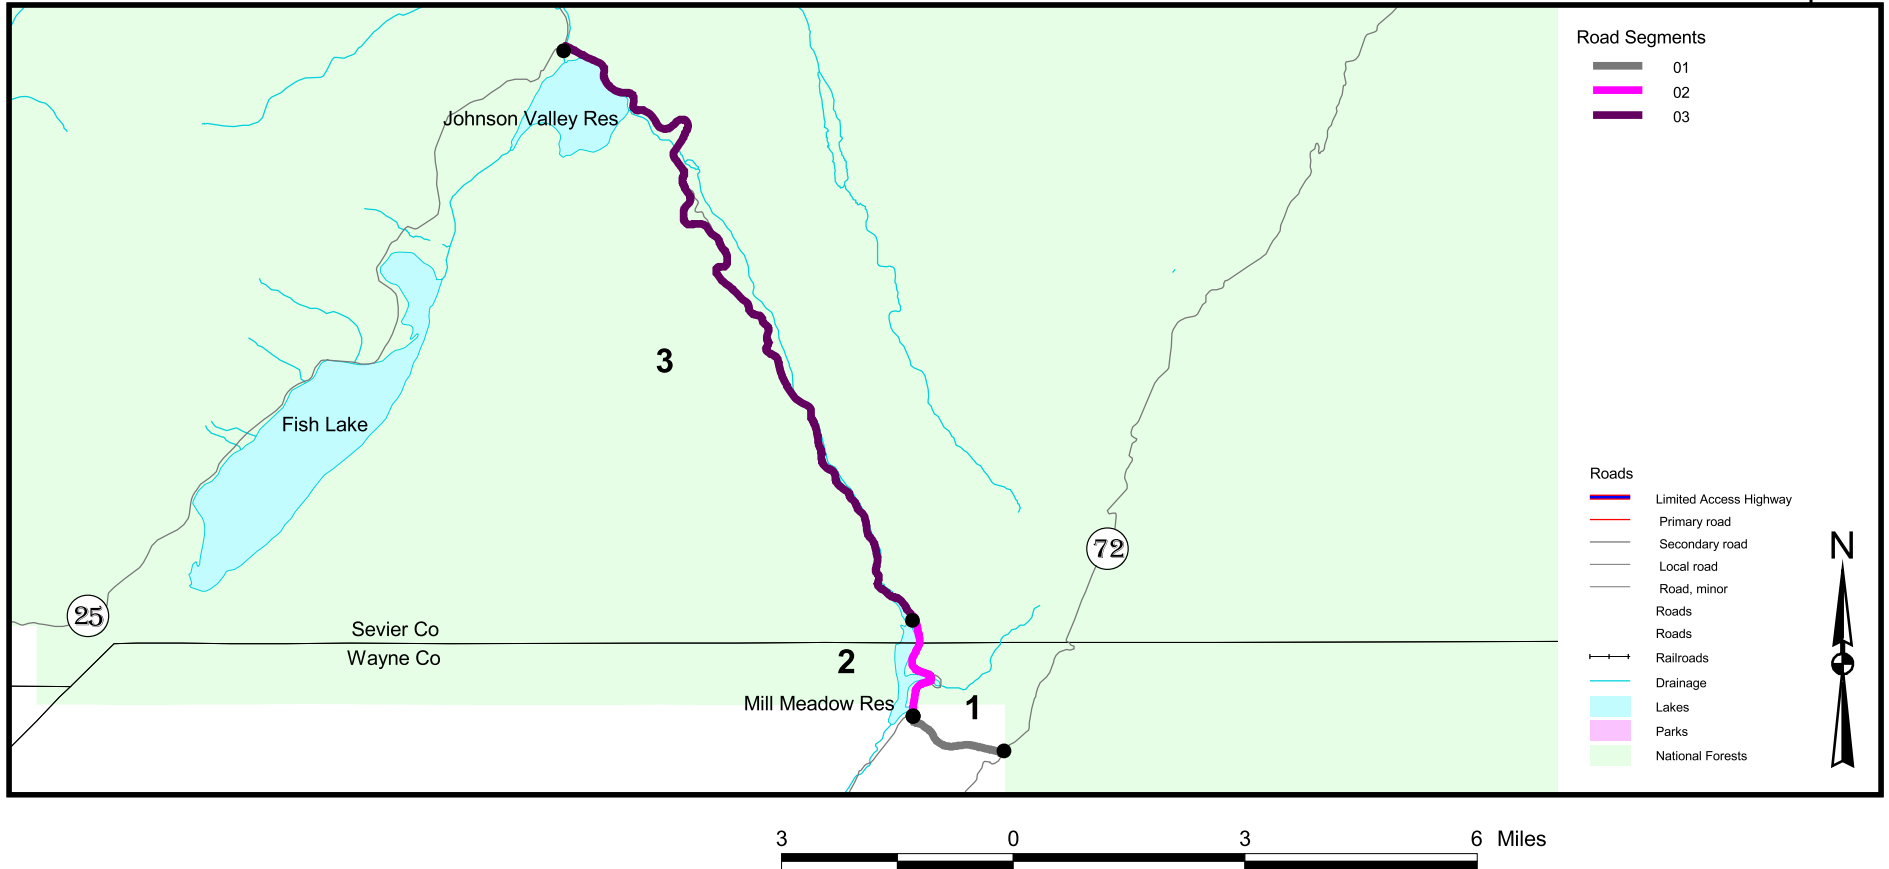 Road Segments
01
02
03
Johnson Valley Res
3
Fish Lake
72
25
Sevier Co
Wayne Co
2
Mill Meadow Res
1
Roads
Limited Access Highway
Primary road
Secondary road
Local road
Road, minor
Roads
Roads
Railroads
Drainage
Lakes
Parks
National Forests
N
3 0 3 6 Miles